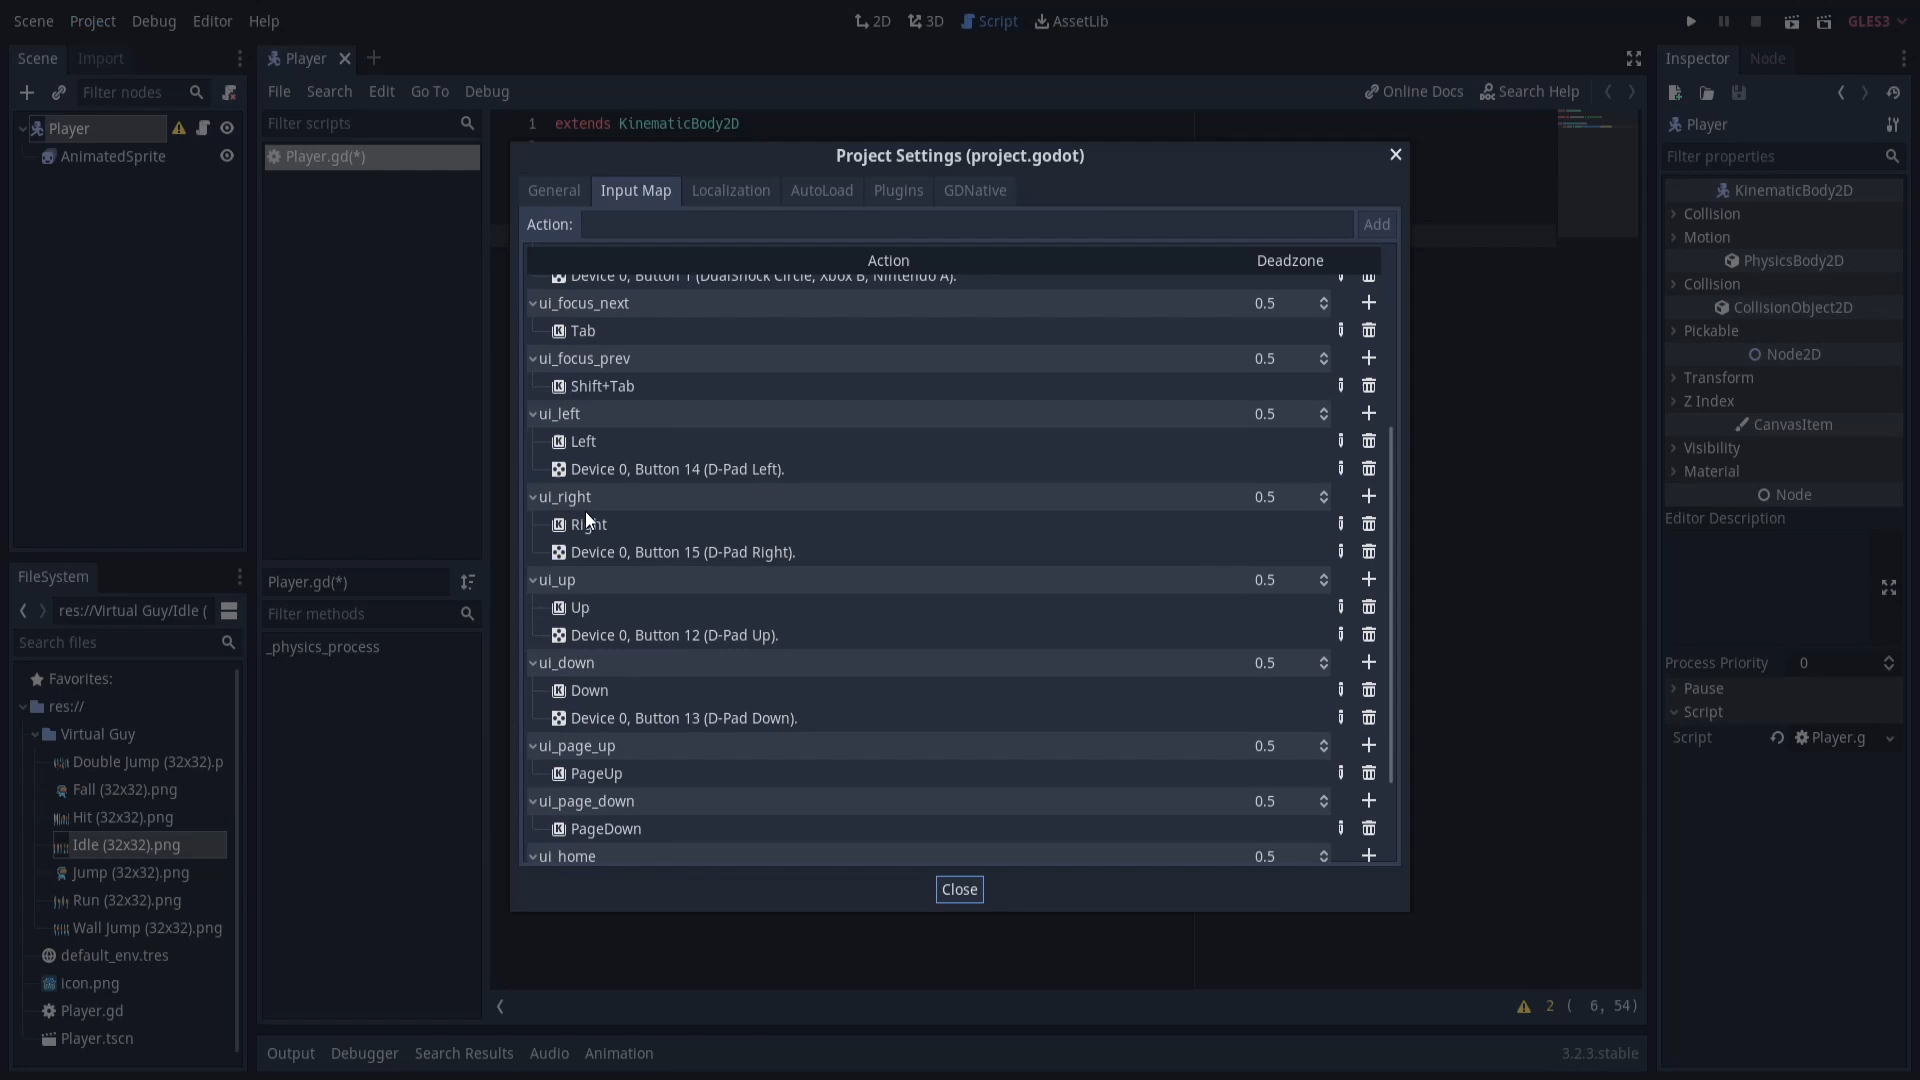 Scene Project Debug Editor Help
2D 3D Script AssetLib
GLES3
Scene Import
Filter nodes
Player
AnimatedSprite
Player
File Search Edit Go To Debug
Online Docs Search Help
Filter scripts
Player.gd(*)
1 extends KinematicBody2D
Project Settings (project.godot)
General Input Map Localization AutoLoad Plugins GDNative
Action: Add
Action Deadzone
Device 0, Button 1 (DualShock Circle, Xbox B, Nintendo A).
ui_focus_next 0.5
Tab
ui_focus_prev 0.5
Shift+Tab
ui_left 0.5
Left
Device 0, Button 14 (D-Pad Left).
ui_right 0.5
Right
Device 0, Button 15 (D-Pad Right).
ui_up 0.5
Up
Device 0, Button 12 (D-Pad Up).
ui_down 0.5
Down
Device 0, Button 13 (D-Pad Down).
ui_page_up 0.5
PageUp
ui_page_down 0.5
PageDown
ui_home 0.5
Close
Player.gd(*)
Filter methods
_physics_process
FileSystem
res://Virtual Guy/Idle (
Search files
Favorites:
res://
Virtual Guy
Double Jump (32x32).p
Fall (32x32).png
Hit (32x32).png
Idle (32x32).png
Jump (32x32).png
Run (32x32).png
Wall Jump (32x32).png
default_env.tres
icon.png
Player.gd
Player.tscn
2 ( 6, 54)
Output Debugger Search Results Audio Animation
3.2.3.stable
Inspector Node
Player
Filter properties
KinematicBody2D
Collision
Motion
PhysicsBody2D
Collision
CollisionObject2D
Pickable
Node2D
Transform
Z Index
CanvasItem
Visibility
Material
Node
Editor Description
Process Priority 0
Pause
Script
Script Player.g